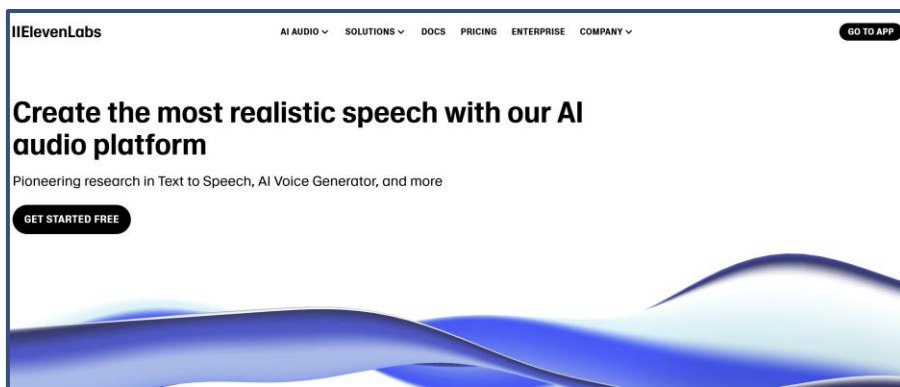 IIElevenLabs
AI AUDIO SOLUTIONS DOCS PRICING ENTERPRISE COMPANY
GO TO APP
Create the most realistic speech with our AI
audio platform
Pioneering research in Text to Speech, AI Voice Generator, and more
GET STARTED FREE